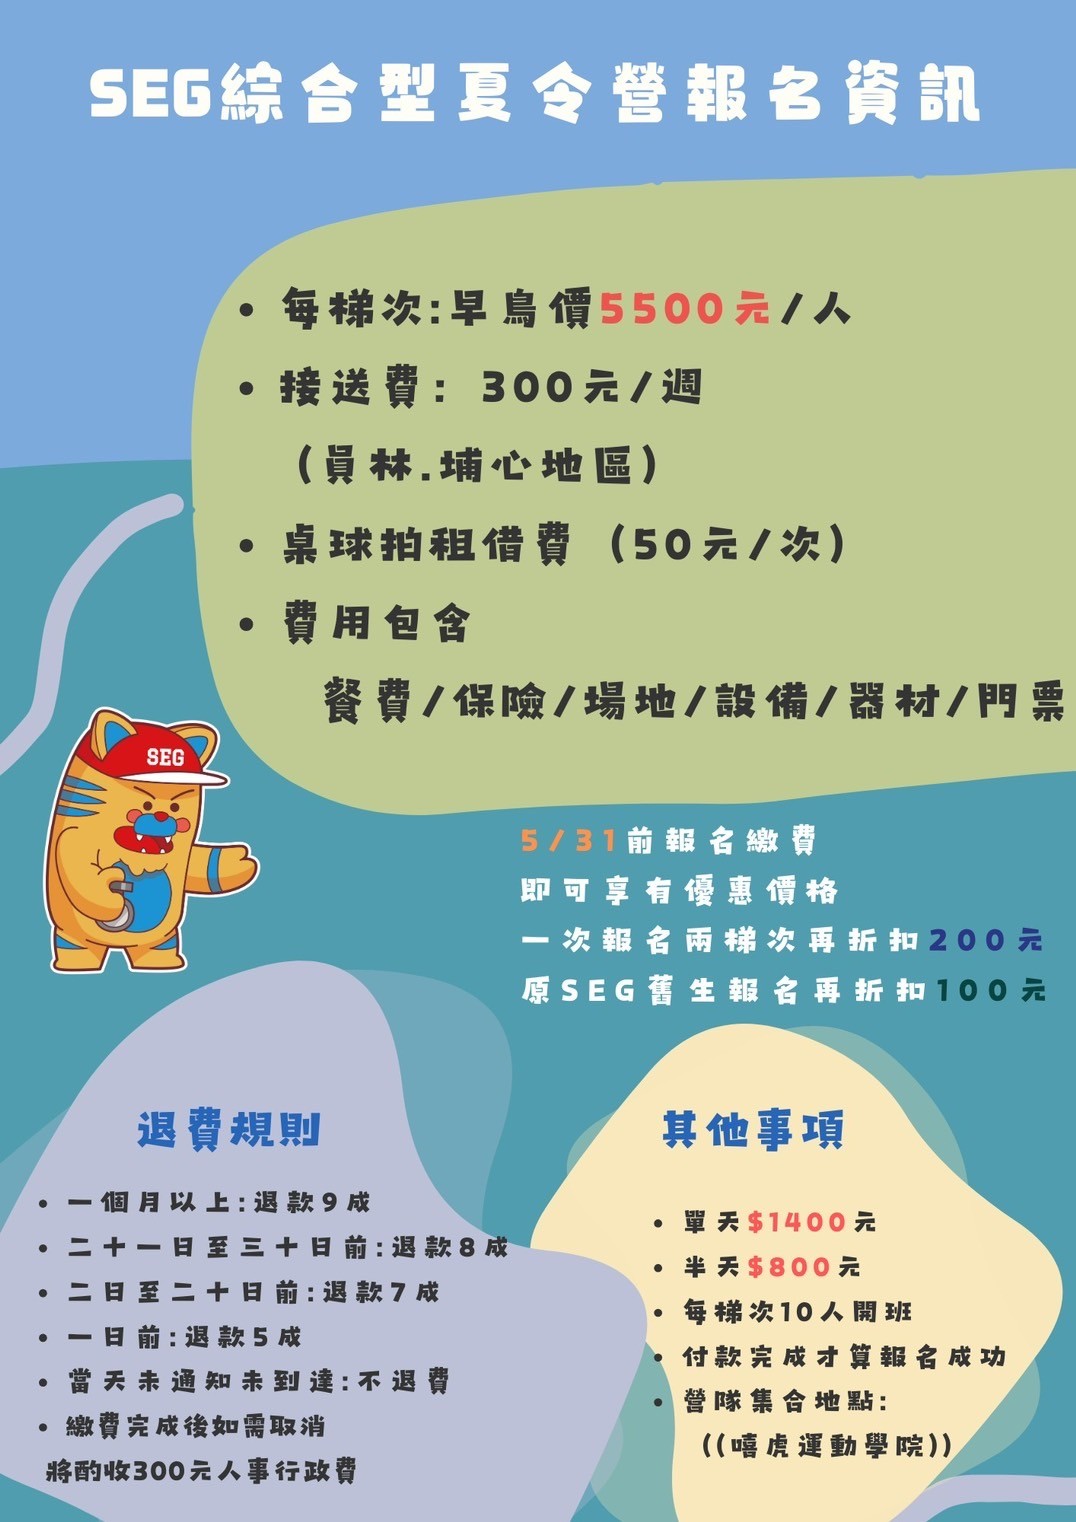 SEG綜合型夏令營報名資訊
• 每梯次:早鳥價5500元/人
• 接送費: 300元/週
(員林.埔心地區)
• 桌球拍租借費 (50元/次)
• 費用包含
餐費/保險/場地/設備/器材/門票
SEG
5/31前報名繳費
即可享有優惠價格
一次報名兩梯次再折扣200元
原SEG舊生報名再折扣100元
退費規則
• 一個月以上:退款9成
• 二十一日至三十日前:退款8成
• 二日至二十日前:退款7成
• 一日前:退款5成
• 當天未通知未到達:不退費
• 繳費完成後如需取消
將酌收300元人事行政費
其他事項
• 單天$1400元
• 半天$800元
• 每梯次10人開班
• 付款完成才算報名成功
• 營隊集合地點:
((嘻虎運動學院))